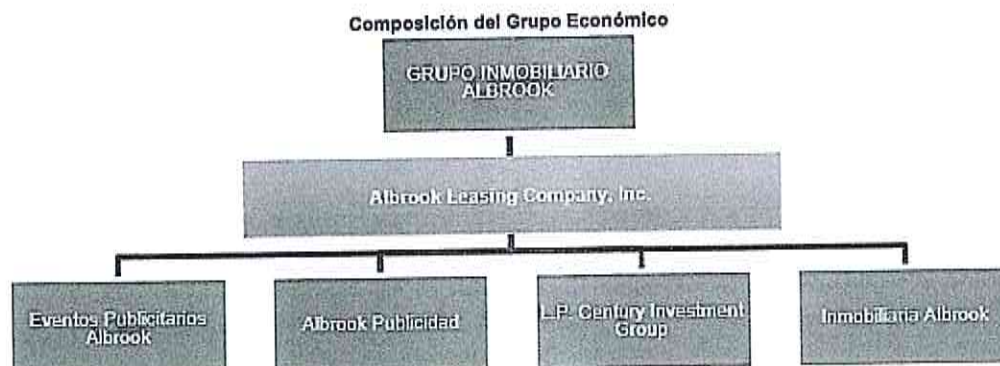 Composición del Grupo Económico
GRUPO INMOBILIARIO
ALBROOK
Albrook Leasing Company, Inc.
Eventos Publicitarios
Albrook
Albrook Publicidad
L.P. Century Investment
Group
Inmobiliaria Albrook